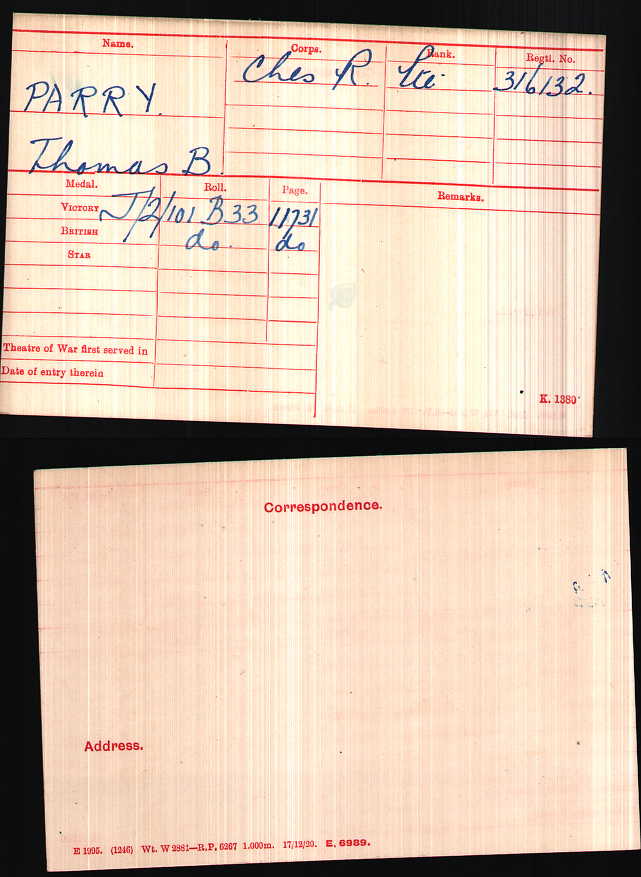 Name. Corps. Rank. Regtl. No.
PARRY. Ches R. Pte 316132.
Thomas B.
Medal. Roll. Page. Remarks.
VICTORY J/2/101 B33 11731
BRITISH do. do
STAR
Theatre of War first served in
Date of entry therein
K. 1380
Correspondence.
Address.
E 1995. (1246) Wt. W 2881—R.P. 6267 1.000m. 17/12/20. E, 6989.